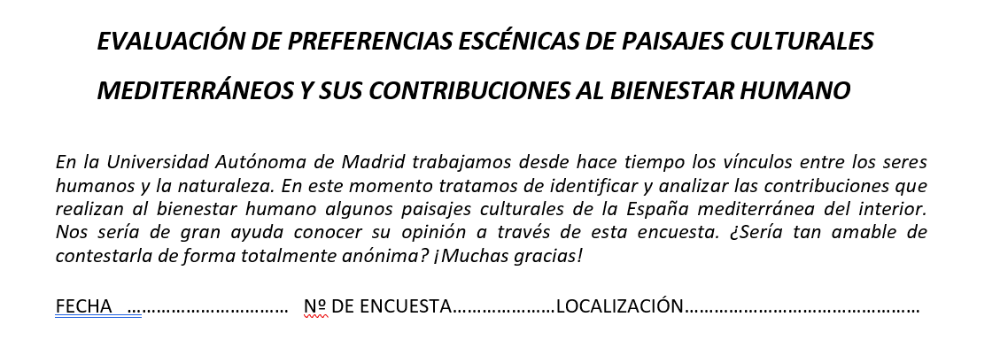 EVALUACIÓN DE PREFERENCIAS ESCÉNICAS DE PAISAJES CULTURALES
MEDITERRÁNEOS Y SUS CONTRIBUCIONES AL BIENESTAR HUMANO
En la Universidad Autónoma de Madrid trabajamos desde hace tiempo los vínculos entre los seres
humanos y la naturaleza. En este momento tratamos de identificar y analizar las contribuciones que
realizan al bienestar humano algunos paisajes culturales de la España mediterránea del interior.
Nos sería de gran ayuda conocer su opinión a través de esta encuesta. ¿Sería tan amable de
contestarla de forma totalmente anónima? ¡Muchas gracias!
FECHA ................................. Nº DE ENCUESTA.....................LOCALIZACIÓN................................................